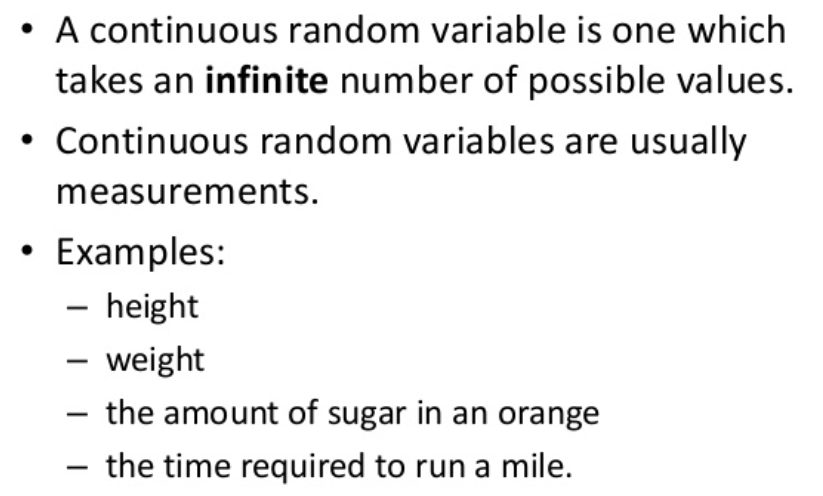 • A continuous random variable is one which
takes an infinite number of possible values.
• Continuous random variables are usually
measurements.
• Examples:
– height
– weight
– the amount of sugar in an orange
– the time required to run a mile.